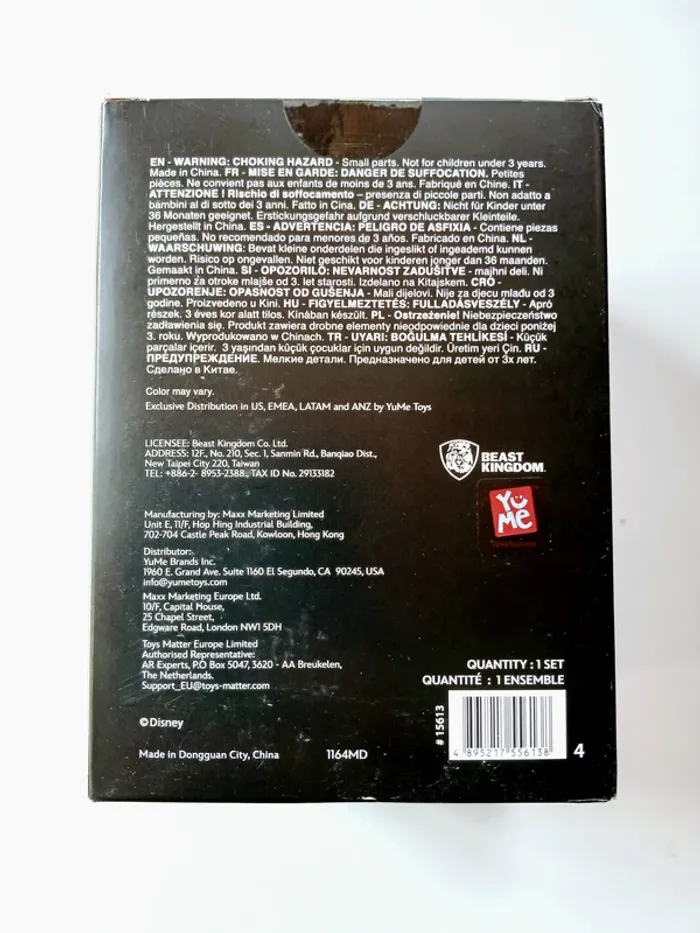 EN - WARNING: CHOKING HAZARD - Small parts. Not for children under 3 years.
Made in China. FR - MISE EN GARDE: DANGER DE SUFFOCATION. Petites
pièces. Ne convient pas aux enfants de moins de 3 ans. Fabriqué en Chine. IT -
ATTENZIONE ! Rischio di soffocamento – presenza di piccole parti. Non adatto a
bambini al di sotto dei 3 anni. Fatto in Cina. DE - ACHTUNG: Nicht für Kinder unter
36 Monaten geeignet. Erstickungsgefahr aufgrund verschluckbarer Kleinteile.
Hergestellt in China. ES - ADVERTENCIA: PELIGRO DE ASFIXIA - Contiene piezas
pequeñas. No recomendado para menores de 3 años. Fabricado en China. NL -
WAARSCHUWING: Bevat kleine onderdelen die ingeslikt of ingeademd kunnen
worden. Risico op ongevallen. Niet geschikt voor kinderen jonger dan 36 maanden.
Gemaakt in China. SI - OPOZORILO: NEVARNOST ZADUŠITVE - majhni deli. Ni
primerno za otroke mlajše od 3. let starosti. Izdelano na Kitajskem. CRO -
UPOZORENJE: OPASNOST OD GUŠENJA - Mali dijelovi. Nije za djecu mlađu od 3
godine. Proizvedeno u Kini. HU - FIGYELMEZTETÉS: FULLADÁSVESZÉLY - Apró
részek. 3 éves kor alatt tilos. Kínában készült. PL - Ostrzeżenie! Niebezpieczeństwo
zadławienia się. Produkt zawiera drobne elementy nieodpowiednie dla dzieci poniżej
3. roku. Wyprodukowano w Chinach. TR - UYARI: BOĞULMA TEHLİKESİ - Küçük
parçalar içerir. 3 yaşından küçük çocuklar için uygun değildir. Üretim yeri Çin. RU -
ПРЕДУПРЕЖДЕНИЕ. Мелкие детали. Предназначено для детей от 3х лет.
Сделано в Китае.
Color may vary.
Exclusive Distribution in US, EMEA, LATAM and ANZ by YuMe Toys
LICENSEE: Beast Kingdom Co. Ltd.
ADDRESS: 12F., No. 210, Sec. 1, Sanmin Rd., Banqiao Dist.,
New Taipei City 220, Taiwan
TEL: +886-2- 8953-2388., TAX ID No. 29133182
BEAST
KINGDOM
YU
ME
Manufacturing by: Maxx Marketing Limited
Unit E, 11/F, Hop Hing Industrial Building,
702-704 Castle Peak Road, Kowloon, Hong Kong
Distributor:
YuMe Brands Inc.
1960 E. Grand Ave. Suite 1160 El Segundo, CA 90245, USA
info@yumetoys.com
Maxx Marketing Europe Ltd.
10/F, Capital House,
25 Chapel Street,
Edgware Road, London NW1 5DH
Toys Matter Europe Limited
Authorised Representative:
AR Experts, P.O Box 5047, 3620 - AA Breukelen,
The Netherlands.
Support_EU@toys-matter.com
QUANTITY : 1 SET
QUANTITÉ : 1 ENSEMBLE
#15613
4 895217 556138
4
©Disney
Made in Dongguan City, China 1164MD